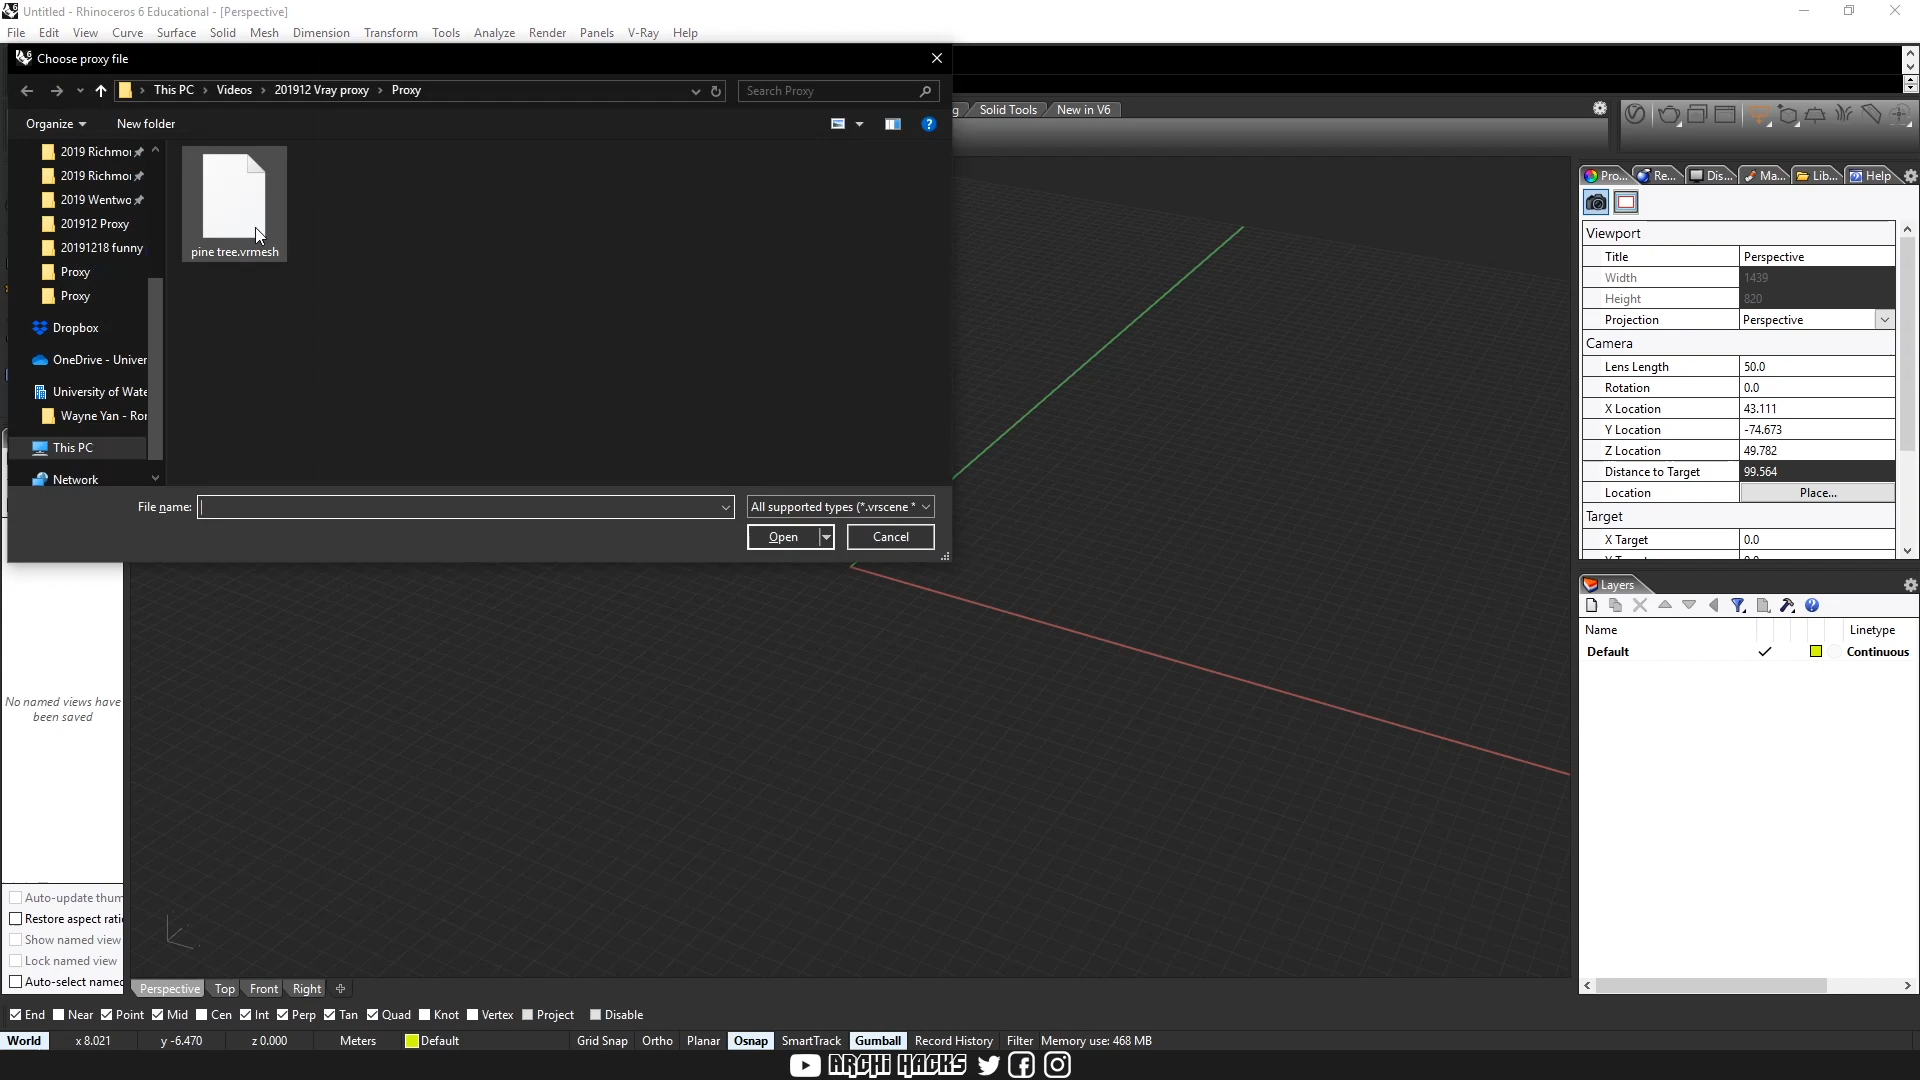 Untitled - Rhinoceros 6 Educational - [Perspective]
File Edit View Curve Surface Solid Mesh Dimension Transform Tools Analyze Render Panels V-Ray Help
Choose proxy file
This PC > Videos > 201912 Vray proxy > Proxy
Search Proxy
Organize New folder
Solid Tools New in V6
2019 Richmo
2019 Richmo
2019 Wentwo
201912 Proxy
20191218 funny
Proxy
Proxy
Dropbox
OneDrive - Univer
University of Wate
Wayne Yan - Ror
This PC
Network
pine tree.vrmesh
File name:
All supported types (*.vrscene *
Open
Cancel
Pro... Re... Dis... Ma... Lib... Help
Viewport
Title Perspective
Width 1439
Height 820
Projection Perspective
Camera
Lens Length 50.0
Rotation 0.0
X Location 43.111
Y Location -74.673
Z Location 49.782
Distance to Target 99.564
Location Place...
Target
X Target 0.0
Layers
Name Linetype
Default Continuous
No named views have
been saved
Auto-update thum
Restore aspect ratio
Show named view
Lock named view
Auto-select named
Perspective Top Front Right
End Near Point Mid Cen Int Perp Tan Quad Knot Vertex Project Disable
World x 8.021 y -6.470 z 0.000 Meters Default Grid Snap Ortho Planar Osnap SmartTrack Gumball Record History Filter Memory use: 468 MB
ARCHI HACKS